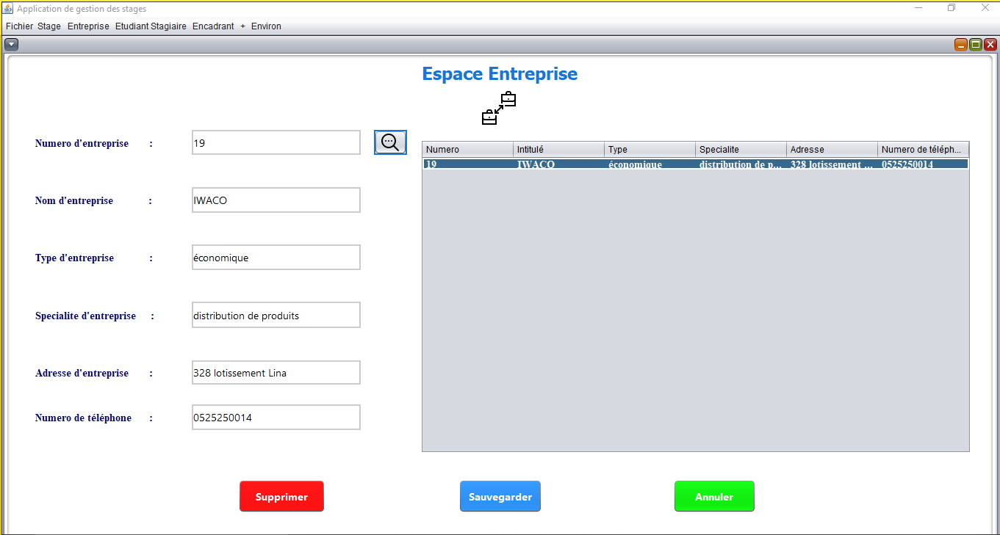 Application de gestion des stages
Fichier Stage Entreprise Etudiant Stagiaire Encadrant + Environ
Espace Entreprise
Numero d'entreprise : 19
Nom d'entreprise : IWACO
Type d'entreprise : économique
Specialite d'entreprise : distribution de produits
Adresse d'entreprise : 328 lotissement Lina
Numero de téléphone : 0525250014
Numero Intitulé Type Specialite Adresse Numero de téléph...
19 IWACO économique distribution de p... 328 lotissement ... 0525250014
Supprimer Sauvegarder Annuler